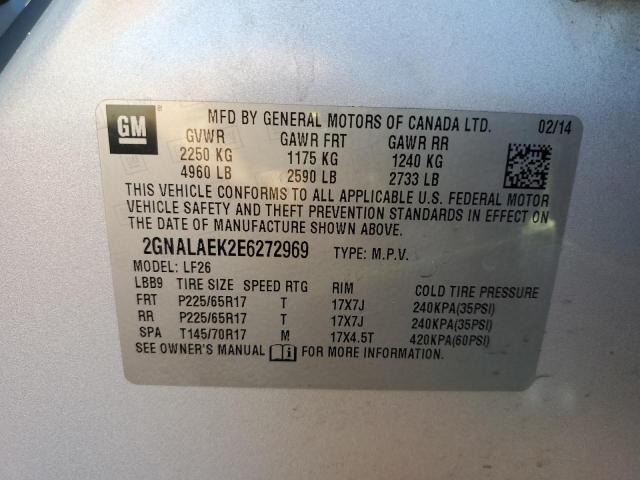 GM MFD BY GENERAL MOTORS OF CANADA LTD. 02/14
GVWR GAWR FRT GAWR RR
2250 KG 1175 KG 1240 KG
4960 LB 2590 LB 2733 LB
THIS VEHICLE CONFORMS TO ALL APPLICABLE U.S. FEDERAL MOTOR
VEHICLE SAFETY AND THEFT PREVENTION STANDARDS IN EFFECT ON
THE DATE OF MANUFACTURE SHOWN ABOVE.
2GNALAEK2E6272969 TYPE: M.P.V.
MODEL: LF26
LBB9 TIRE SIZE SPEED RTG RIM COLD TIRE PRESSURE
FRT P225/65R17 T 17X7J 240KPA(35PSI)
RR P225/65R17 T 17X7J 240KPA(35PSI)
SPA T145/70R17 M 17X4.5T 420KPA(60PSI)
SEE OWNER'S MANUAL i FOR MORE INFORMATION.